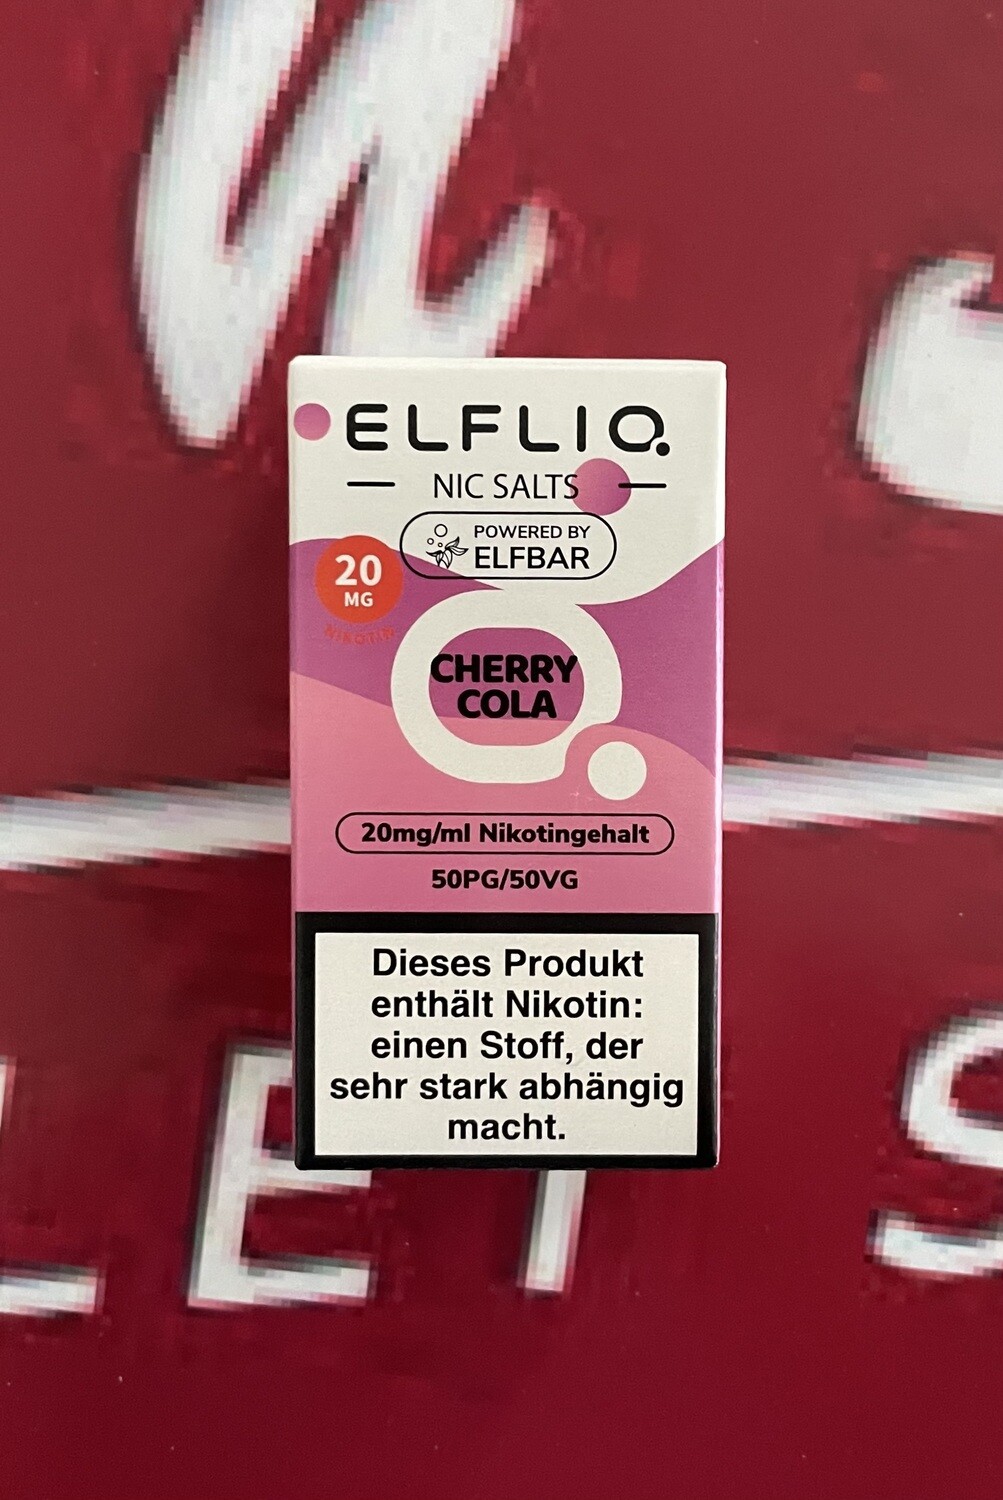 ELFLIQ
NIC SALTS
POWERED BY
ELFBAR
20
MG
NIKOTIN
CHERRY
COLA
20mg/ml Nikotingehalt
50PG/50VG
Dieses Produkt
enthält Nikotin:
einen Stoff, der
sehr stark abhängig
macht.